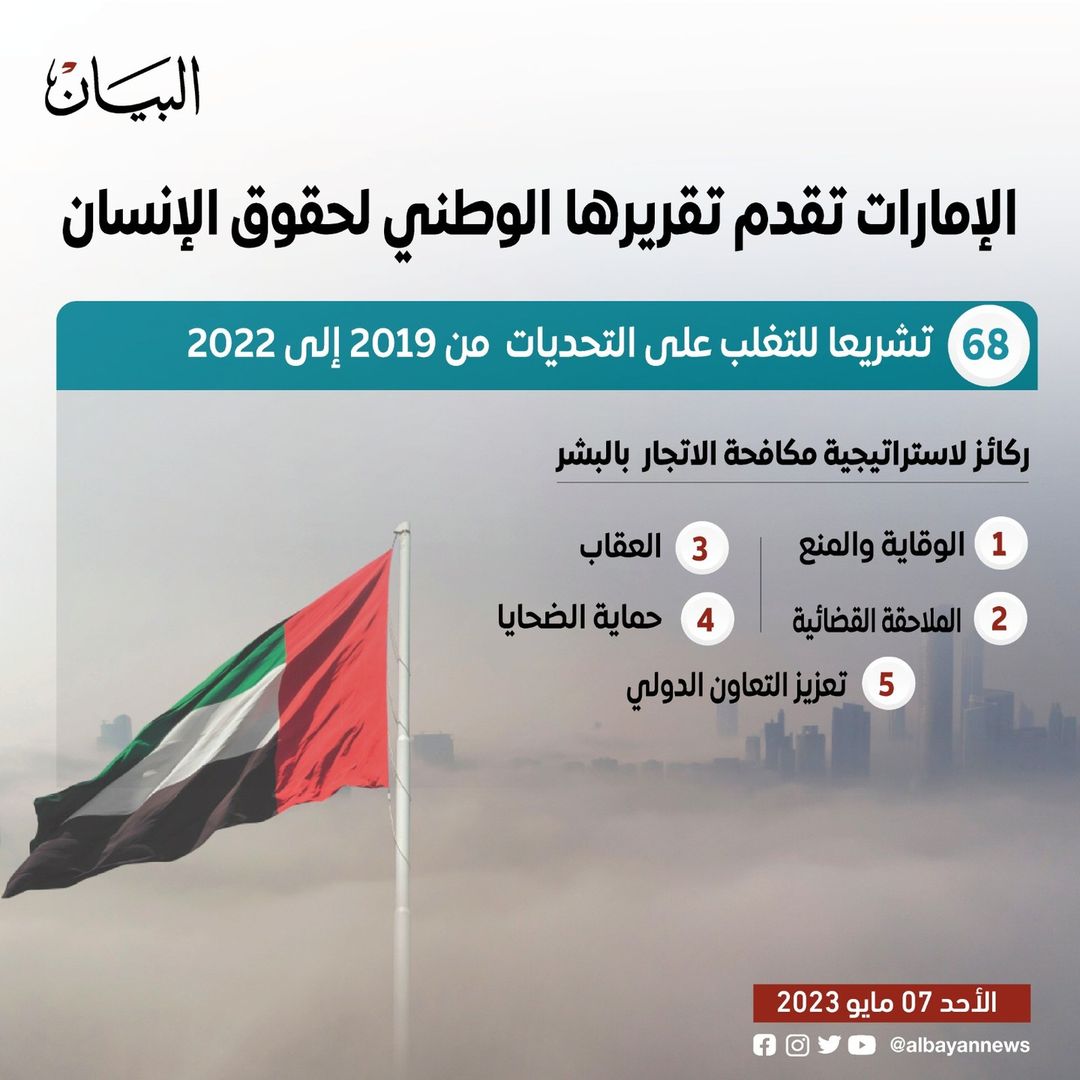 البيان
الإمارات تقدم تقريرها الوطني لحقوق الإنسان
68 تشريعا للتغلب على التحديات من 2019 إلى 2022
ركائز لاستراتيجية مكافحة الاتجار بالبشر
1 الوقاية والمنع
2 الملاحقة القضائية
3 العقاب
4 حماية الضحايا
5 تعزيز التعاون الدولي
الأحد 07 مايو 2023
@albayannews